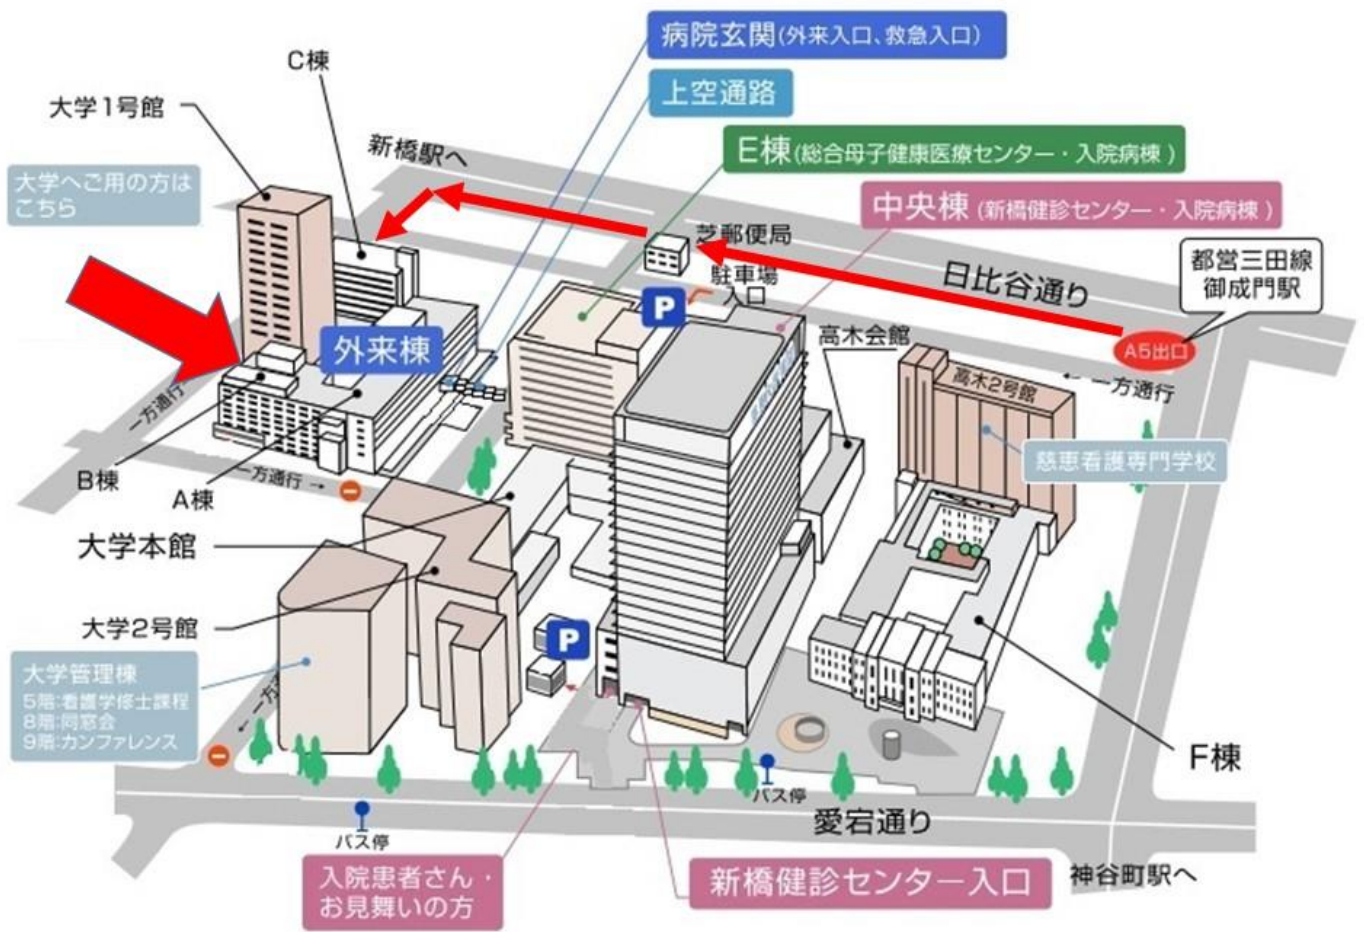 病院玄関(外来入口、救急入口)
C棟
上空通路
大学1号館
新橋駅へ
E棟(総合母子健康医療センター・入院病棟)
大学へご用の方は
こちら
中央棟(新橋健診センター・入院病棟)
芝郵便局
都営三田線
御成門駅
駐車場
入口
日比谷通り
P
外来棟
高木会館
A5出口
一方通行
高木2号館
一方通行
慈恵看護専門学校
B棟
一方通行
A棟
大学本館
大学2号館
P
大学管理棟
5階:看護学修士課程
8階:同窓会
9階:カンファレンス
一方
F棟
バス停
愛宕通り
バス停
入院患者さん・
お見舞いの方
新橋健診センター入口
神谷町駅へ